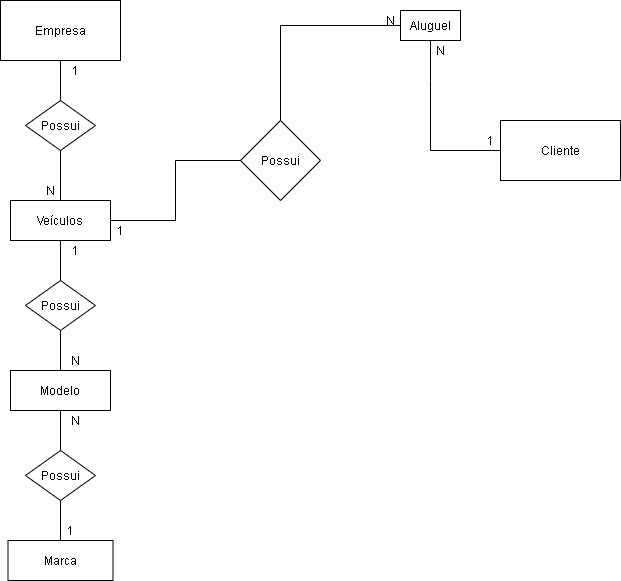 Empresa
1
Possui
N
Veículos
1
1
Possui
N
Aluguel
N
1
Cliente
Possui
N
Modelo
N
Possui
1
Marca